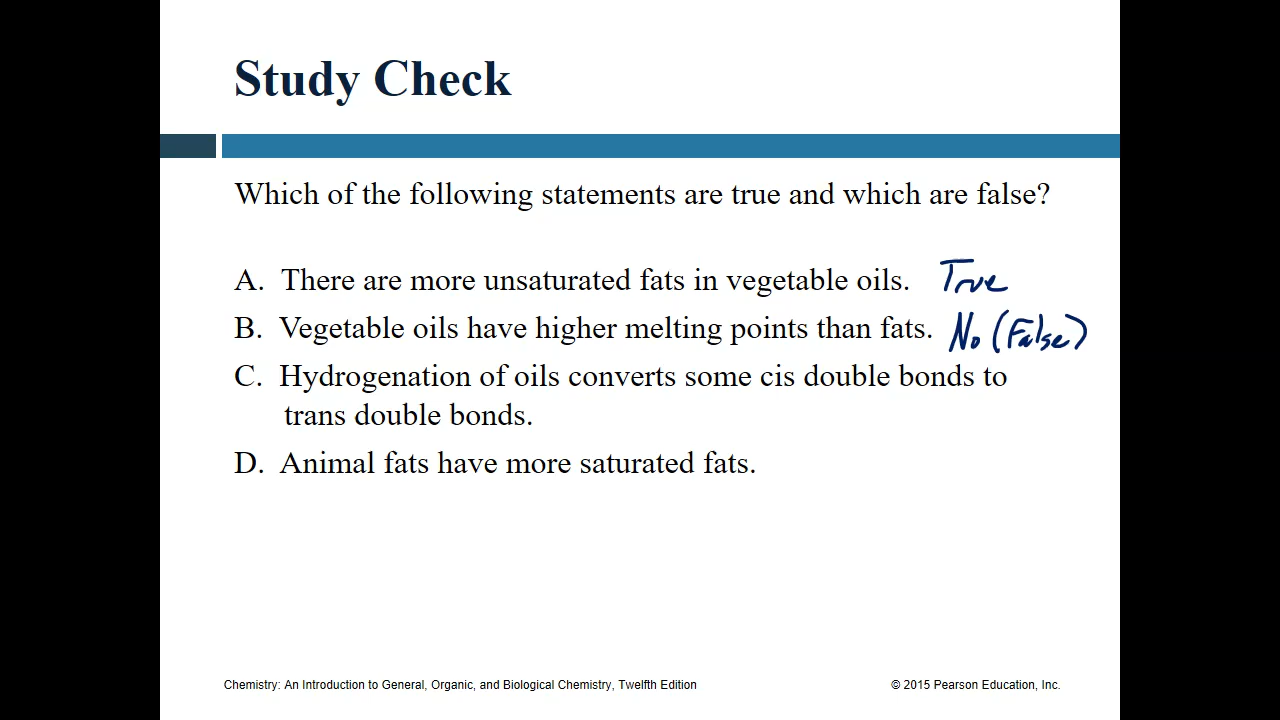 Study Check
Which of the following statements are true and which are false?
A. There are more unsaturated fats in vegetable oils. True
B. Vegetable oils have higher melting points than fats. No (False)
C. Hydrogenation of oils converts some cis double bonds to
trans double bonds.
D. Animal fats have more saturated fats.
Chemistry: An Introduction to General, Organic, and Biological Chemistry, Twelfth Edition
© 2015 Pearson Education, Inc.